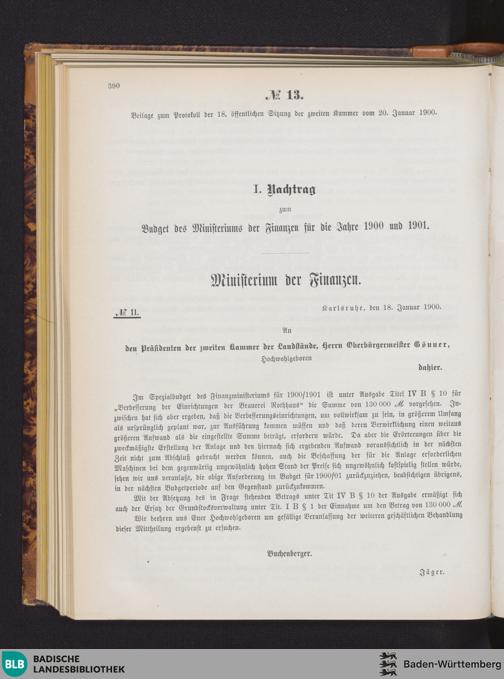 390
№ 13.
Beilage zum Protokoll der 18. öffentlichen Sitzung der zweiten Kammer vom 20. Januar 1900.
I. Nachtrag
zum
Budget des Ministeriums der Finanzen für die Jahre 1900 und 1901.
Ministerium der Finanzen.
Karlsruhe, den 18. Januar 1900.
№ 11.
An
den Präsidenten der zweiten Kammer der Landstände, Herrn Oberbürgermeister Gönner,
Hochwohlgeboren
dahier.
Im Spezialbudget des Finanzministeriums für 1900/1901 ist unter Ausgabe Titel IV B § 10 für
„Verbesserung der Einrichtungen der Brauerei Rothhaus“ die Summe von 130 000 ℳ vorgesehen. In-
zwischen hat sich aber ergeben, daß die Verbesserungseinrichtungen, um vollwirksam zu sein, in größerem Umfang
als ursprünglich geplant war, zur Ausführung kommen müssen und daß deren Verwirklichung einen weitaus
größeren Aufwand als die eingestellte Summe beträgt, erfordern würde. Da aber die Erörterungen über die
zweckmäßigste Erstellung der Anlage und den hiernach sich ergebenden Aufwand voraussichtlich in der nächsten
Zeit nicht zum Abschluß gebracht werden können, auch die Beschaffung der für die Anlage erforderlichen
Maschinen bei dem gegenwärtig ungewöhnlich hohen Stand der Preise sich ungewöhnlich kostspielig stellen würde,
sehen wir uns veranlaßt, die obige Anforderung im Budget für 1900/01 zurückzuziehen, beabsichtigen übrigens,
in der nächsten Budgetperiode auf den Gegenstand zurückzukommen.
Mit der Absetzung des in Frage stehenden Betrags unter Tit IV B § 10 der Ausgabe ermäßigt sich
auch der Ersatz der Grundstocksverwaltung unter Tit. I B § 1 der Einnahme um den Betrag von 130 000 ℳ.
Wir beehren uns Euer Hochwohlgeboren um gefällige Veranlassung der weiteren geschäftlichen Behandlung
dieser Mittheilung ergebenst zu ersuchen.
Buchenberger.
Jäger.
BLB BADISCHE
LANDESBIBLIOTHEK
Baden-Württemberg